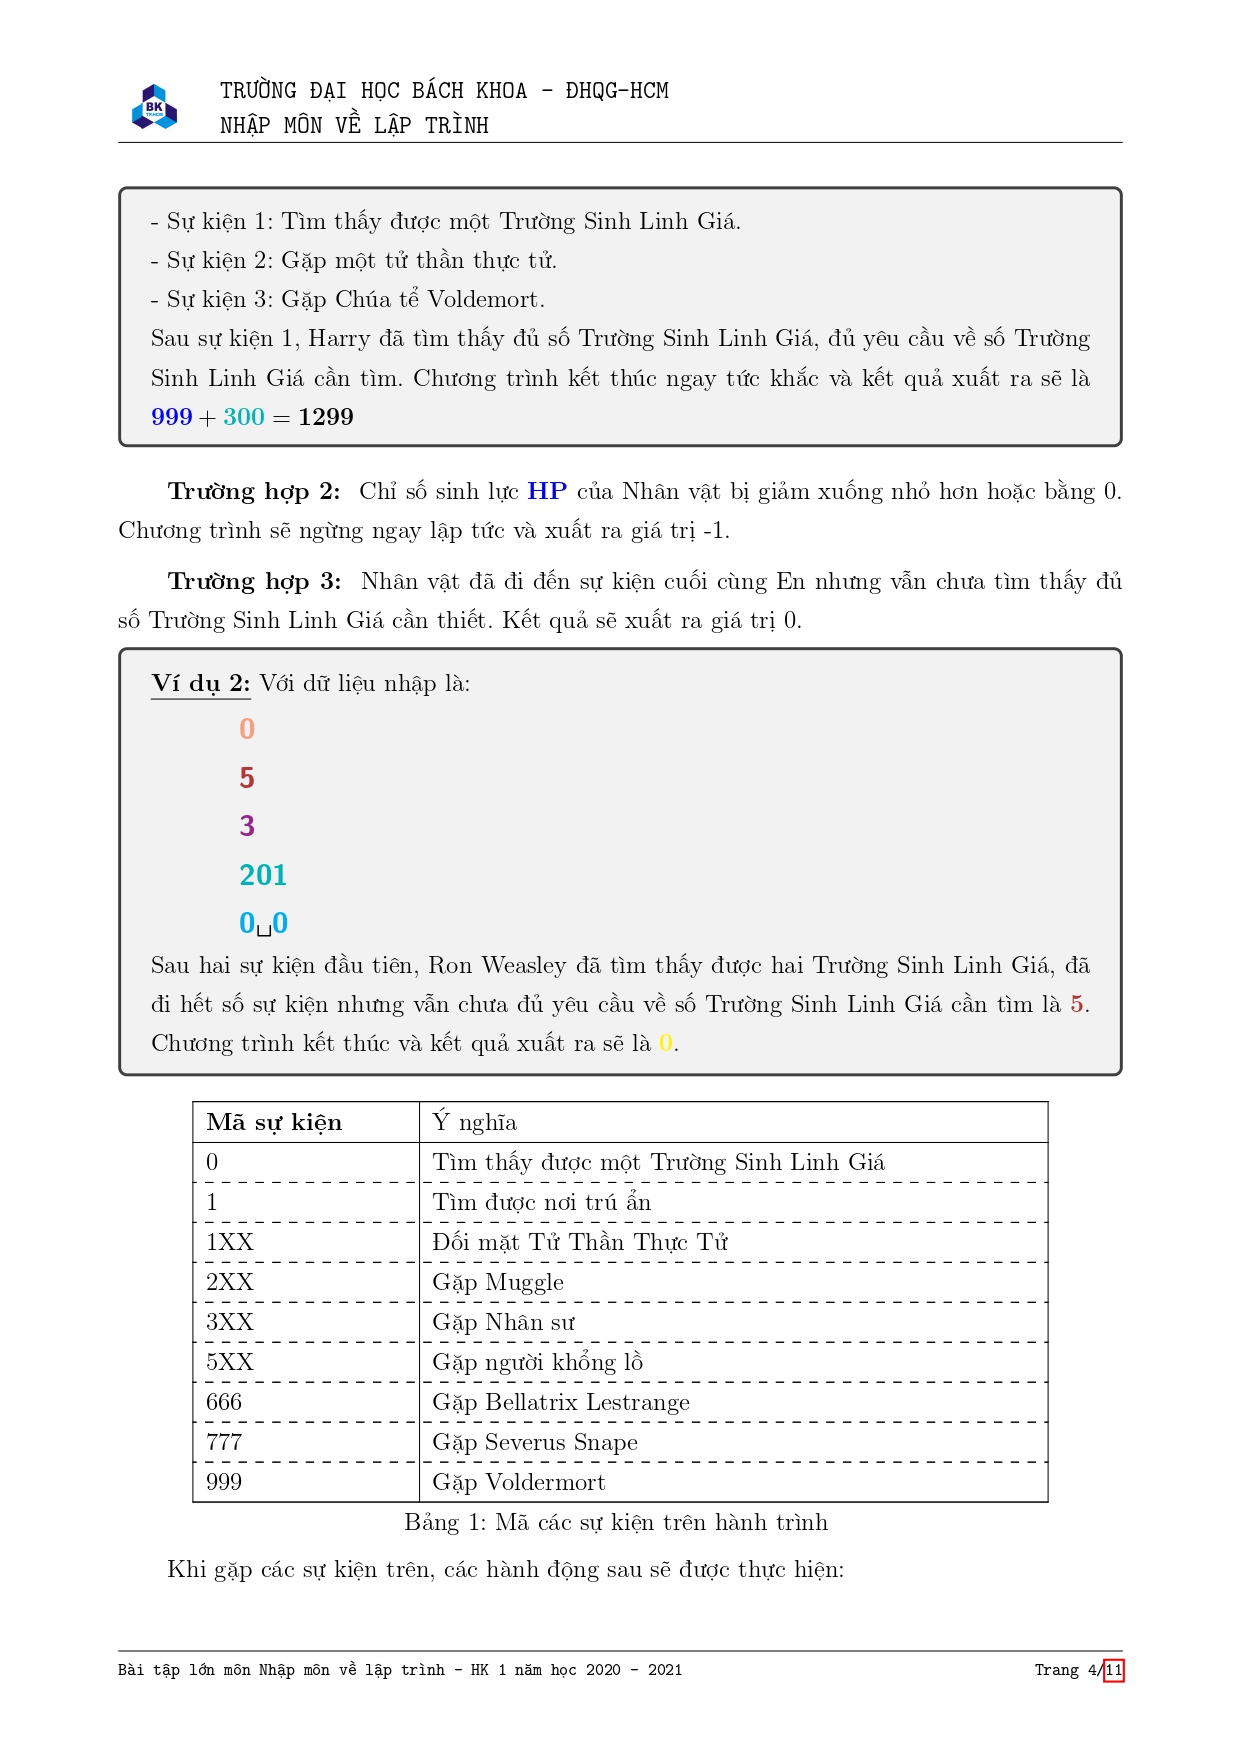 BK
TP.HCM
TRƯỜNG ĐẠI HỌC BÁCH KHOA - ĐHQG-HCM
NHẬP MÔN VỀ LẬP TRÌNH
- Sự kiện 1: Tìm thấy được một Trường Sinh Linh Giá.
- Sự kiện 2: Gặp một tử thần thực tử.
- Sự kiện 3: Gặp Chúa tể Voldemort.
Sau sự kiện 1, Harry đã tìm thấy đủ số Trường Sinh Linh Giá, đủ yêu cầu về số Trường
Sinh Linh Giá cần tìm. Chương trình kết thúc ngay tức khắc và kết quả xuất ra sẽ là
999 + 300 = 1299
Trường hợp 2: Chỉ số sinh lực HP của Nhân vật bị giảm xuống nhỏ hơn hoặc bằng 0.
Chương trình sẽ ngừng ngay lập tức và xuất ra giá trị -1.
Trường hợp 3: Nhân vật đã đi đến sự kiện cuối cùng En nhưng vẫn chưa tìm thấy đủ
số Trường Sinh Linh Giá cần thiết. Kết quả sẽ xuất ra giá trị 0.
Ví dụ 2: Với dữ liệu nhập là:
0
5
3
201
0␣0
Sau hai sự kiện đầu tiên, Ron Weasley đã tìm thấy được hai Trường Sinh Linh Giá, đã
đi hết số sự kiện nhưng vẫn chưa đủ yêu cầu về số Trường Sinh Linh Giá cần tìm là 5.
Chương trình kết thúc và kết quả xuất ra sẽ là 0.
Mã sự kiện Ý nghĩa
0 Tìm thấy được một Trường Sinh Linh Giá
1 Tìm được nơi trú ẩn
1XX Đối mặt Tử Thần Thực Tử
2XX Gặp Muggle
3XX Gặp Nhân sư
5XX Gặp người khổng lồ
666 Gặp Bellatrix Lestrange
777 Gặp Severus Snape
999 Gặp Voldermort
Bảng 1: Mã các sự kiện trên hành trình
Khi gặp các sự kiện trên, các hành động sau sẽ được thực hiện:
Bài tập lớn môn Nhập môn về lập trình - HK 1 năm học 2020 - 2021 Trang 4/11